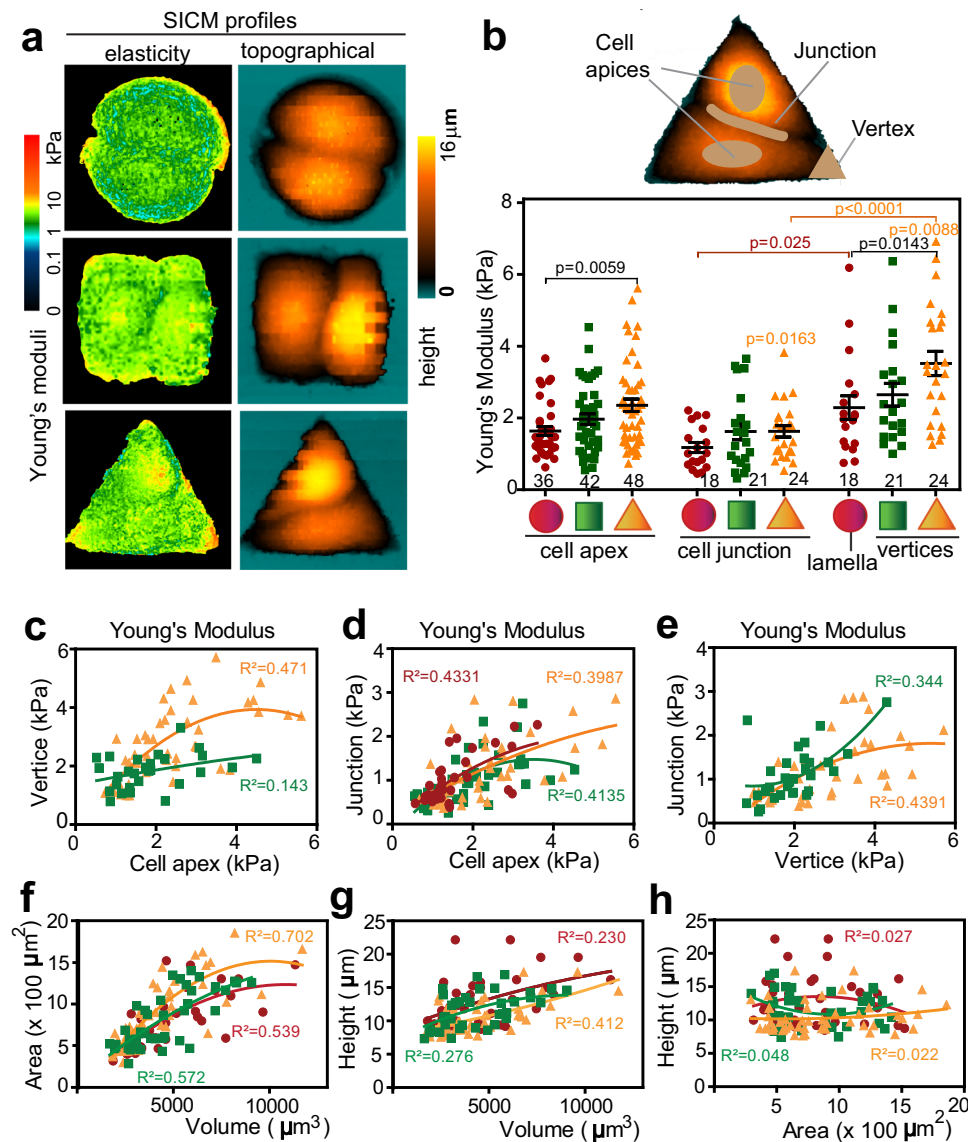 a
SICM profiles
elasticity
topographical
Young's moduli
0
0.1
1
10
kPa
height
0
16μm
b
Cell
apices
Junction
Vertex
Young's Modulus (kPa)
8
6
4
2
0
p<0.0001
p=0.0088
p=0.025
p=0.0143
p=0.0059
p=0.0163
36
42
48
18
21
24
18
21
24
cell apex
cell junction
lamella
vertices
c
Young's Modulus
Vertice (kPa)
6
4
2
0
R²=0.471
R²=0.143
0
2
4
6
Cell apex (kPa)
d
Young's Modulus
Junction (kPa)
4
3
2
1
0
R²=0.4331
R²=0.3987
R²=0.4135
0
2
4
6
Cell apex (kPa)
e
Young's Modulus
Junction (kPa)
4
3
2
1
0
R²=0.344
R²=0.4391
0
2
4
6
Vertice (kPa)
f
Area (x 100 μm²)
20
15
10
5
0
R²=0.702
R²=0.539
R²=0.572
5000
10000
Volume ( μm³)
g
Height ( μm)
25
20
15
10
5
0
R²=0.230
R²=0.412
R²=0.276
0
5000
10000
Volume ( μm³)
h
Height ( μm)
25
20
15
10
5
0
R²=0.027
R²=0.048
R²=0.022
0
5
10
15
20
Area (x 100 μm²)